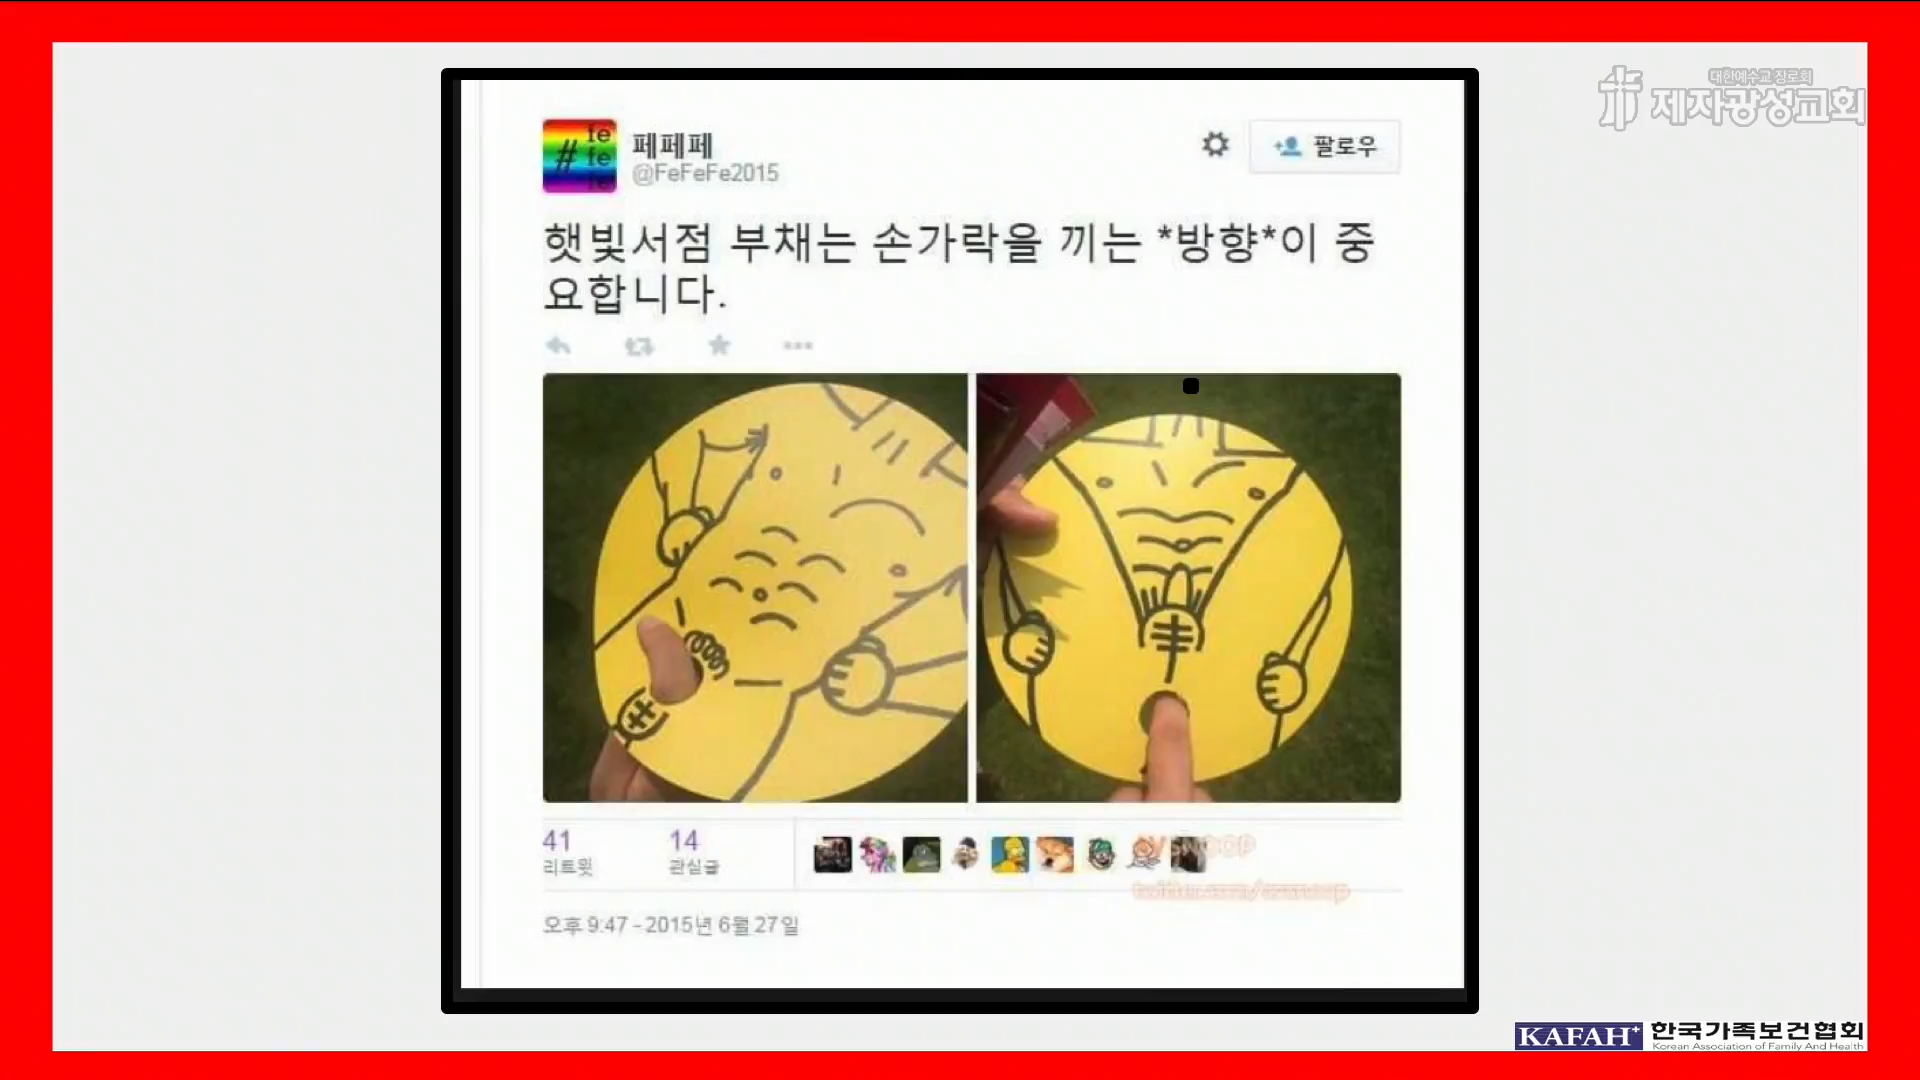 대한예수교 장로회
제자광성교회
#
fe
fe
fe
페페페
@FeFeFe2015
팔로우
햇빛서점 부채는 손가락을 끼는 *방향*이 중
요합니다.
41
리트윗
14
관심글
오후 9:47 - 2015년 6월 27일
KAFAH+
한국가족보건협회
Korean Association of Family And Health